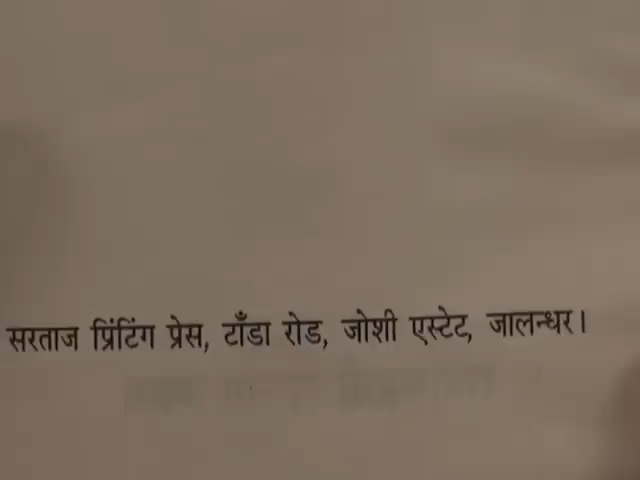 सरताज प्रिंटिंग प्रेस, टाँडा रोड, जोशी एस्टेट, जालन्धर।